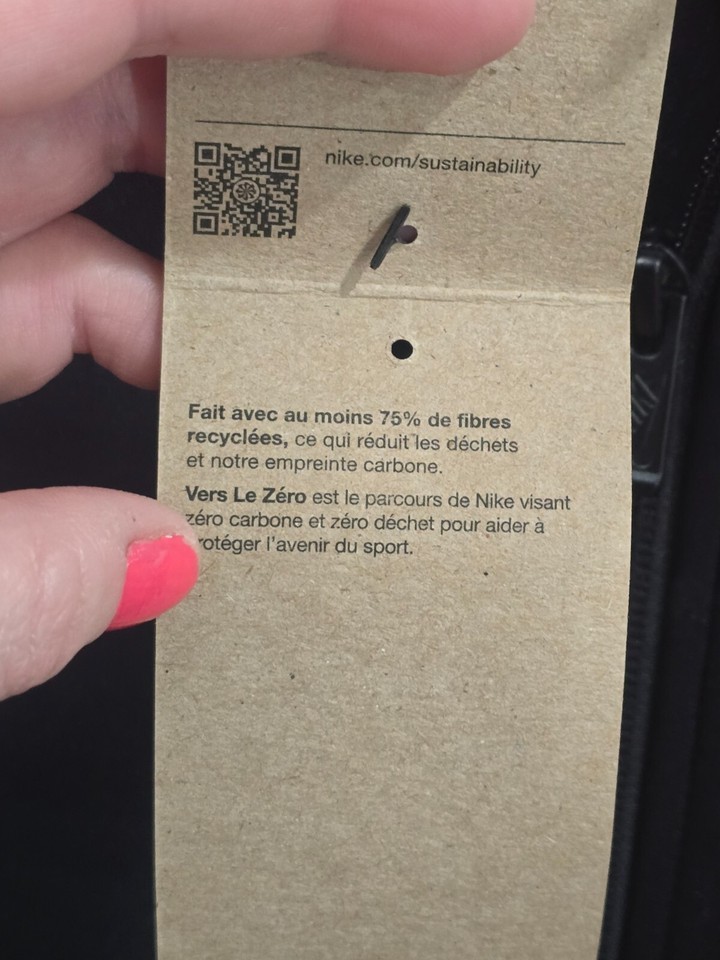 nike.com/sustainability
Fait avec au moins 75% de fibres
recyclées, ce qui réduit les déchets
et notre empreinte carbone.
Vers Le Zéro est le parcours de Nike visant
zéro carbone et zéro déchet pour aider à
rotéger l'avenir du sport.